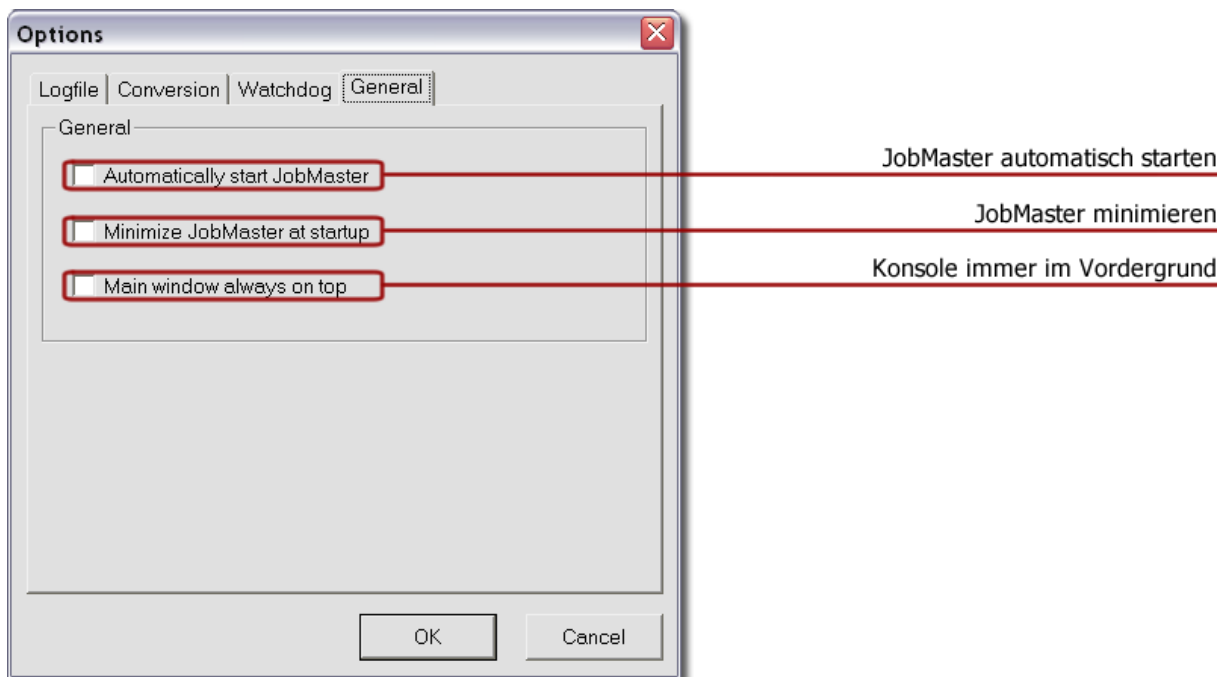 Options
Logfile Conversion Watchdog General
General
Automatically start JobMaster
JobMaster automatisch starten
Minimize JobMaster at startup
JobMaster minimieren
Main window always on top
Konsole immer im Vordergrund
OK Cancel